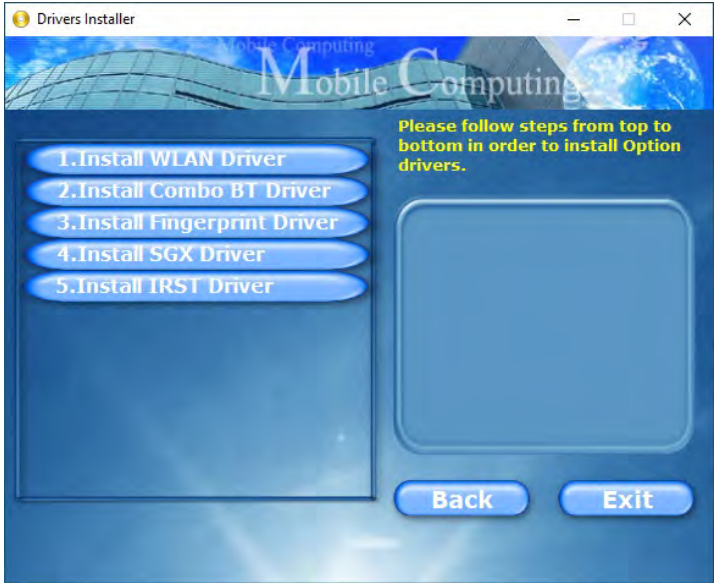 Drivers Installer
Mobile Computing
Mobile Computing
Please follow steps from top to
bottom in order to install Option
drivers.
1.Install WLAN Driver
2.Install Combo BT Driver
3.Install Fingerprint Driver
4.Install SGX Driver
5.Install IRST Driver
Back
Exit